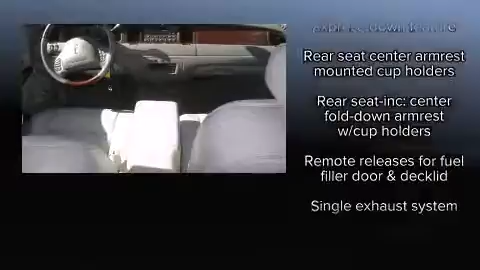 Rear seat center armrest
mounted cup holders
Rear seat-inc: center
fold-down armrest
w/cup holders
Remote releases for fuel
filler door & decklid
Single exhaust system